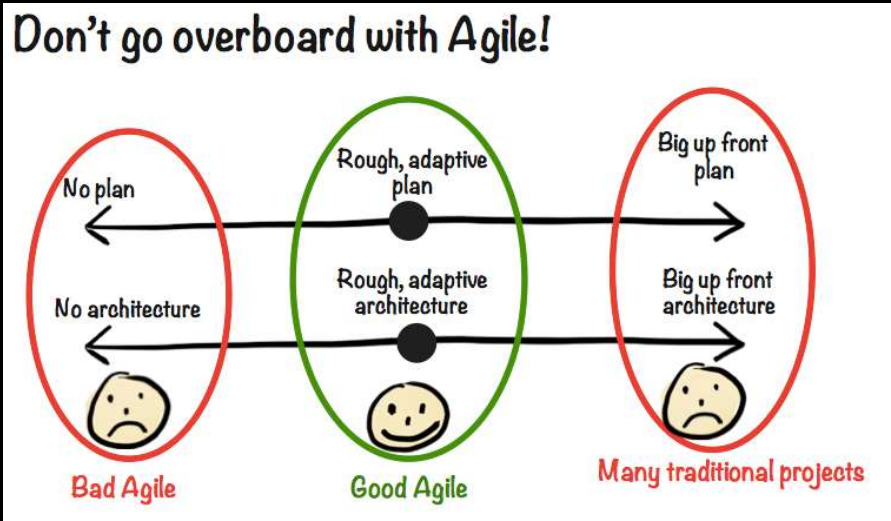 Don't go overboard with Agile!
No plan
Rough, adaptive
plan
Big up front
plan
No architecture
Rough, adaptive
architecture
Big up front
architecture
Bad Agile
Good Agile
Many traditional projects